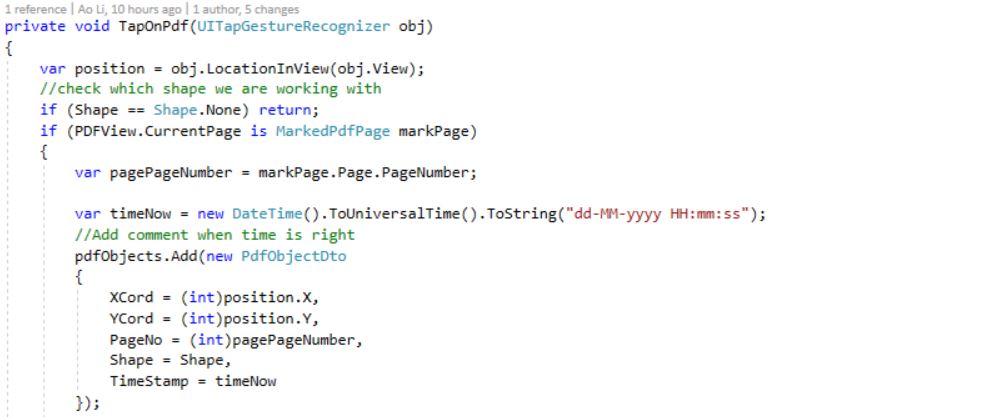 1 reference | Ao Li, 10 hours ago | 1 author, 5 changes
private void TapOnPdf(UITapGestureRecognizer obj)
{
var position = obj.LocationInView(obj.View);
//check which shape we are working with
if (Shape == Shape.None) return;
if (PDFView.CurrentPage is MarkedPdfPage markPage)
{
var pagePageNumber = markPage.Page.PageNumber;
var timeNow = new DateTime().ToUniversalTime().ToString("dd-MM-yyyy HH:mm:ss");
//Add comment when time is right
pdfObjects.Add(new PdfObjectDto
{
XCord = (int)position.X,
YCord = (int)position.Y,
PageNo = (int)pagePageNumber,
Shape = Shape,
TimeStamp = timeNow
});